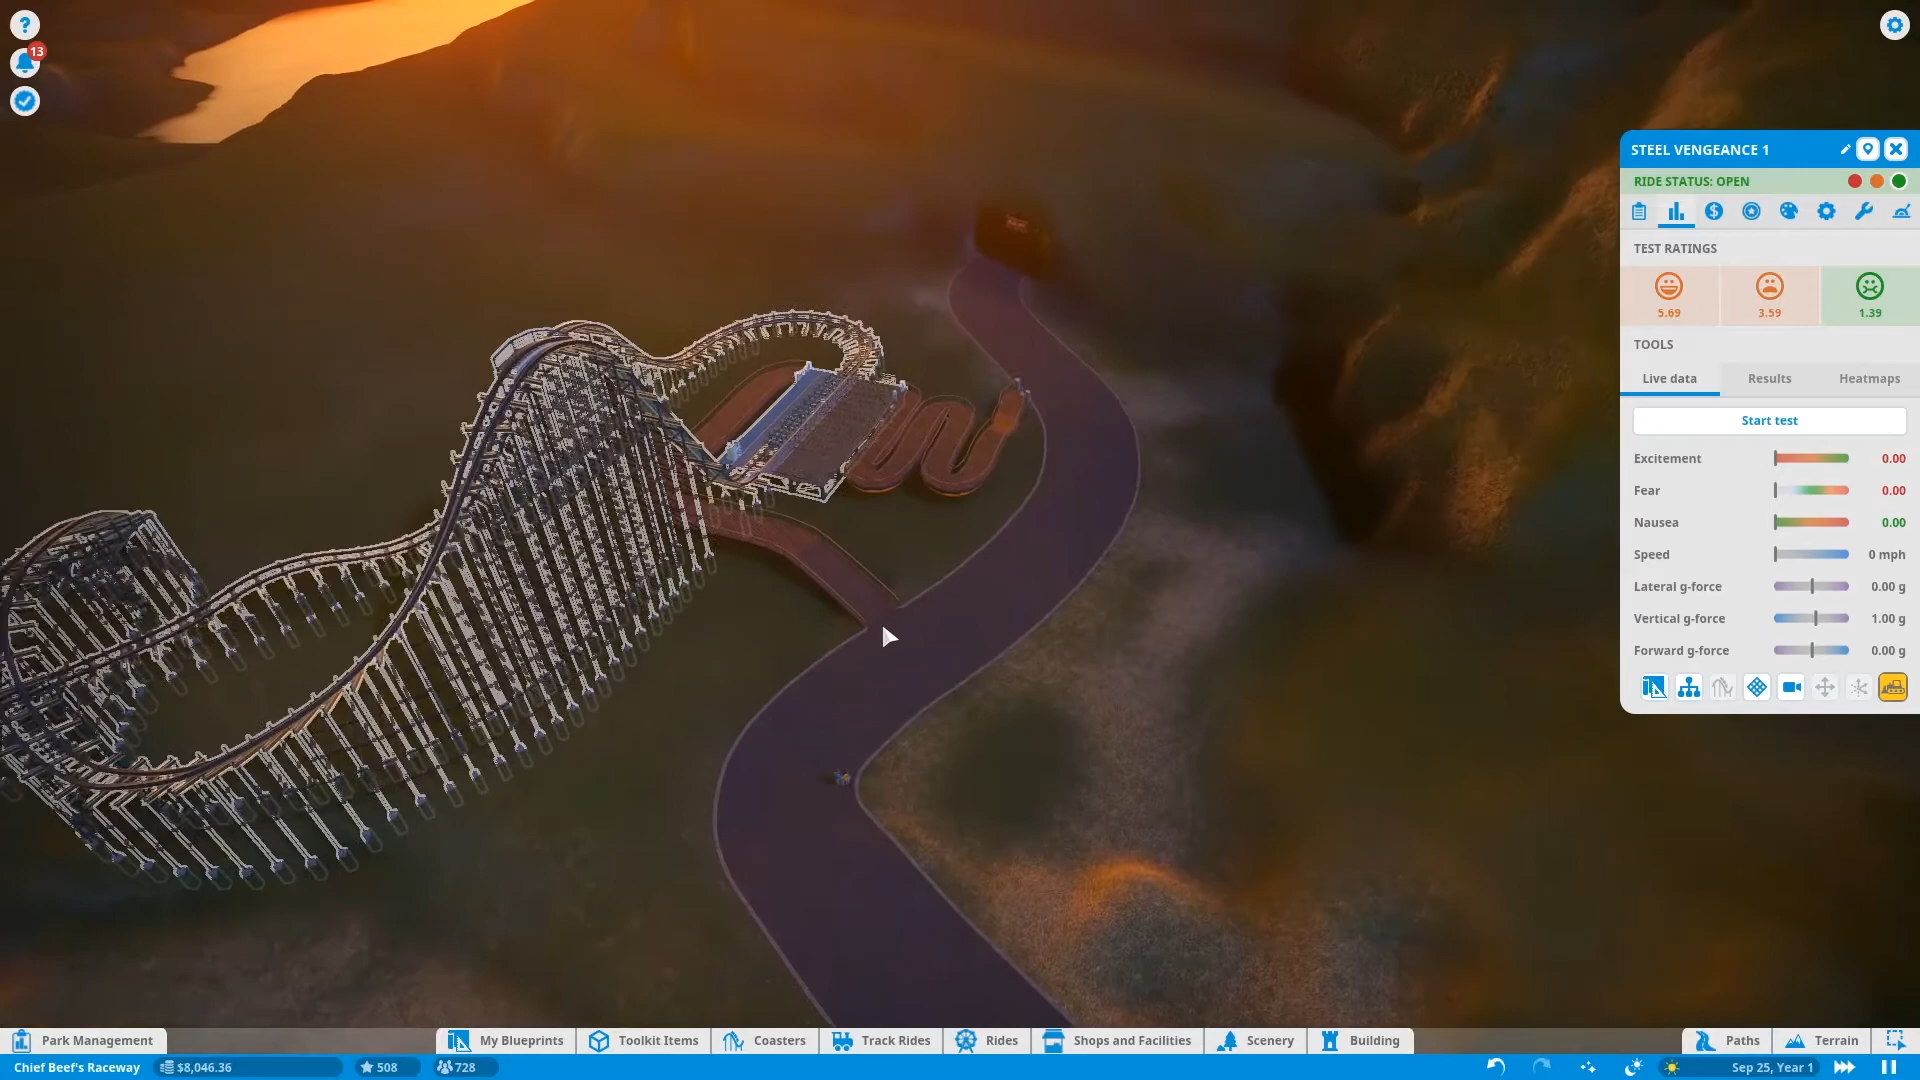 ?
13
STEEL VENGEANCE 1
RIDE STATUS: OPEN
TEST RATINGS
5.69 3.59 1.39
TOOLS
Live data Results Heatmaps
Start test
Excitement 0.00
Fear 0.00
Nausea 0.00
Speed 0 mph
Lateral g-force 0.00 g
Vertical g-force 1.00 g
Forward g-force 0.00 g
Park Management My Blueprints Toolkit Items Coasters Track Rides Rides Shops and Facilities Scenery Building Paths Terrain
Chief Beef's Raceway $8,046.36 508 728 Sep 25, Year 1